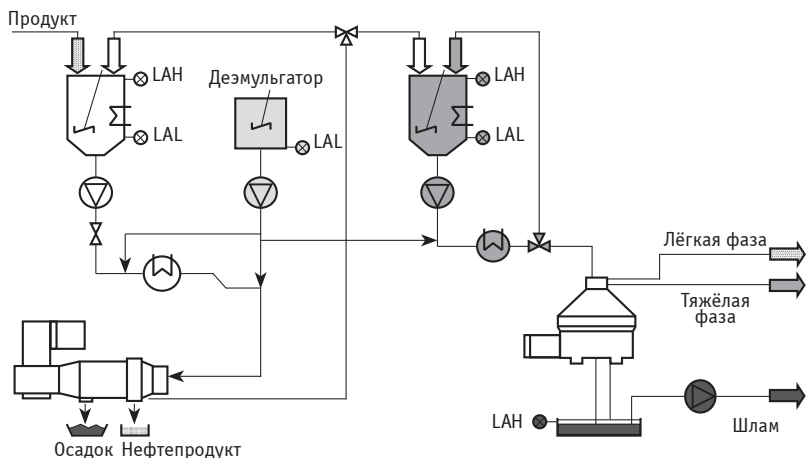 Продукт
LAH
LAL
Деэмульгатор
LAL
LAH
LAL
Лёгкая фаза
Тяжёлая
фаза
LAH
Шлам
Осадок
Нефтепродукт